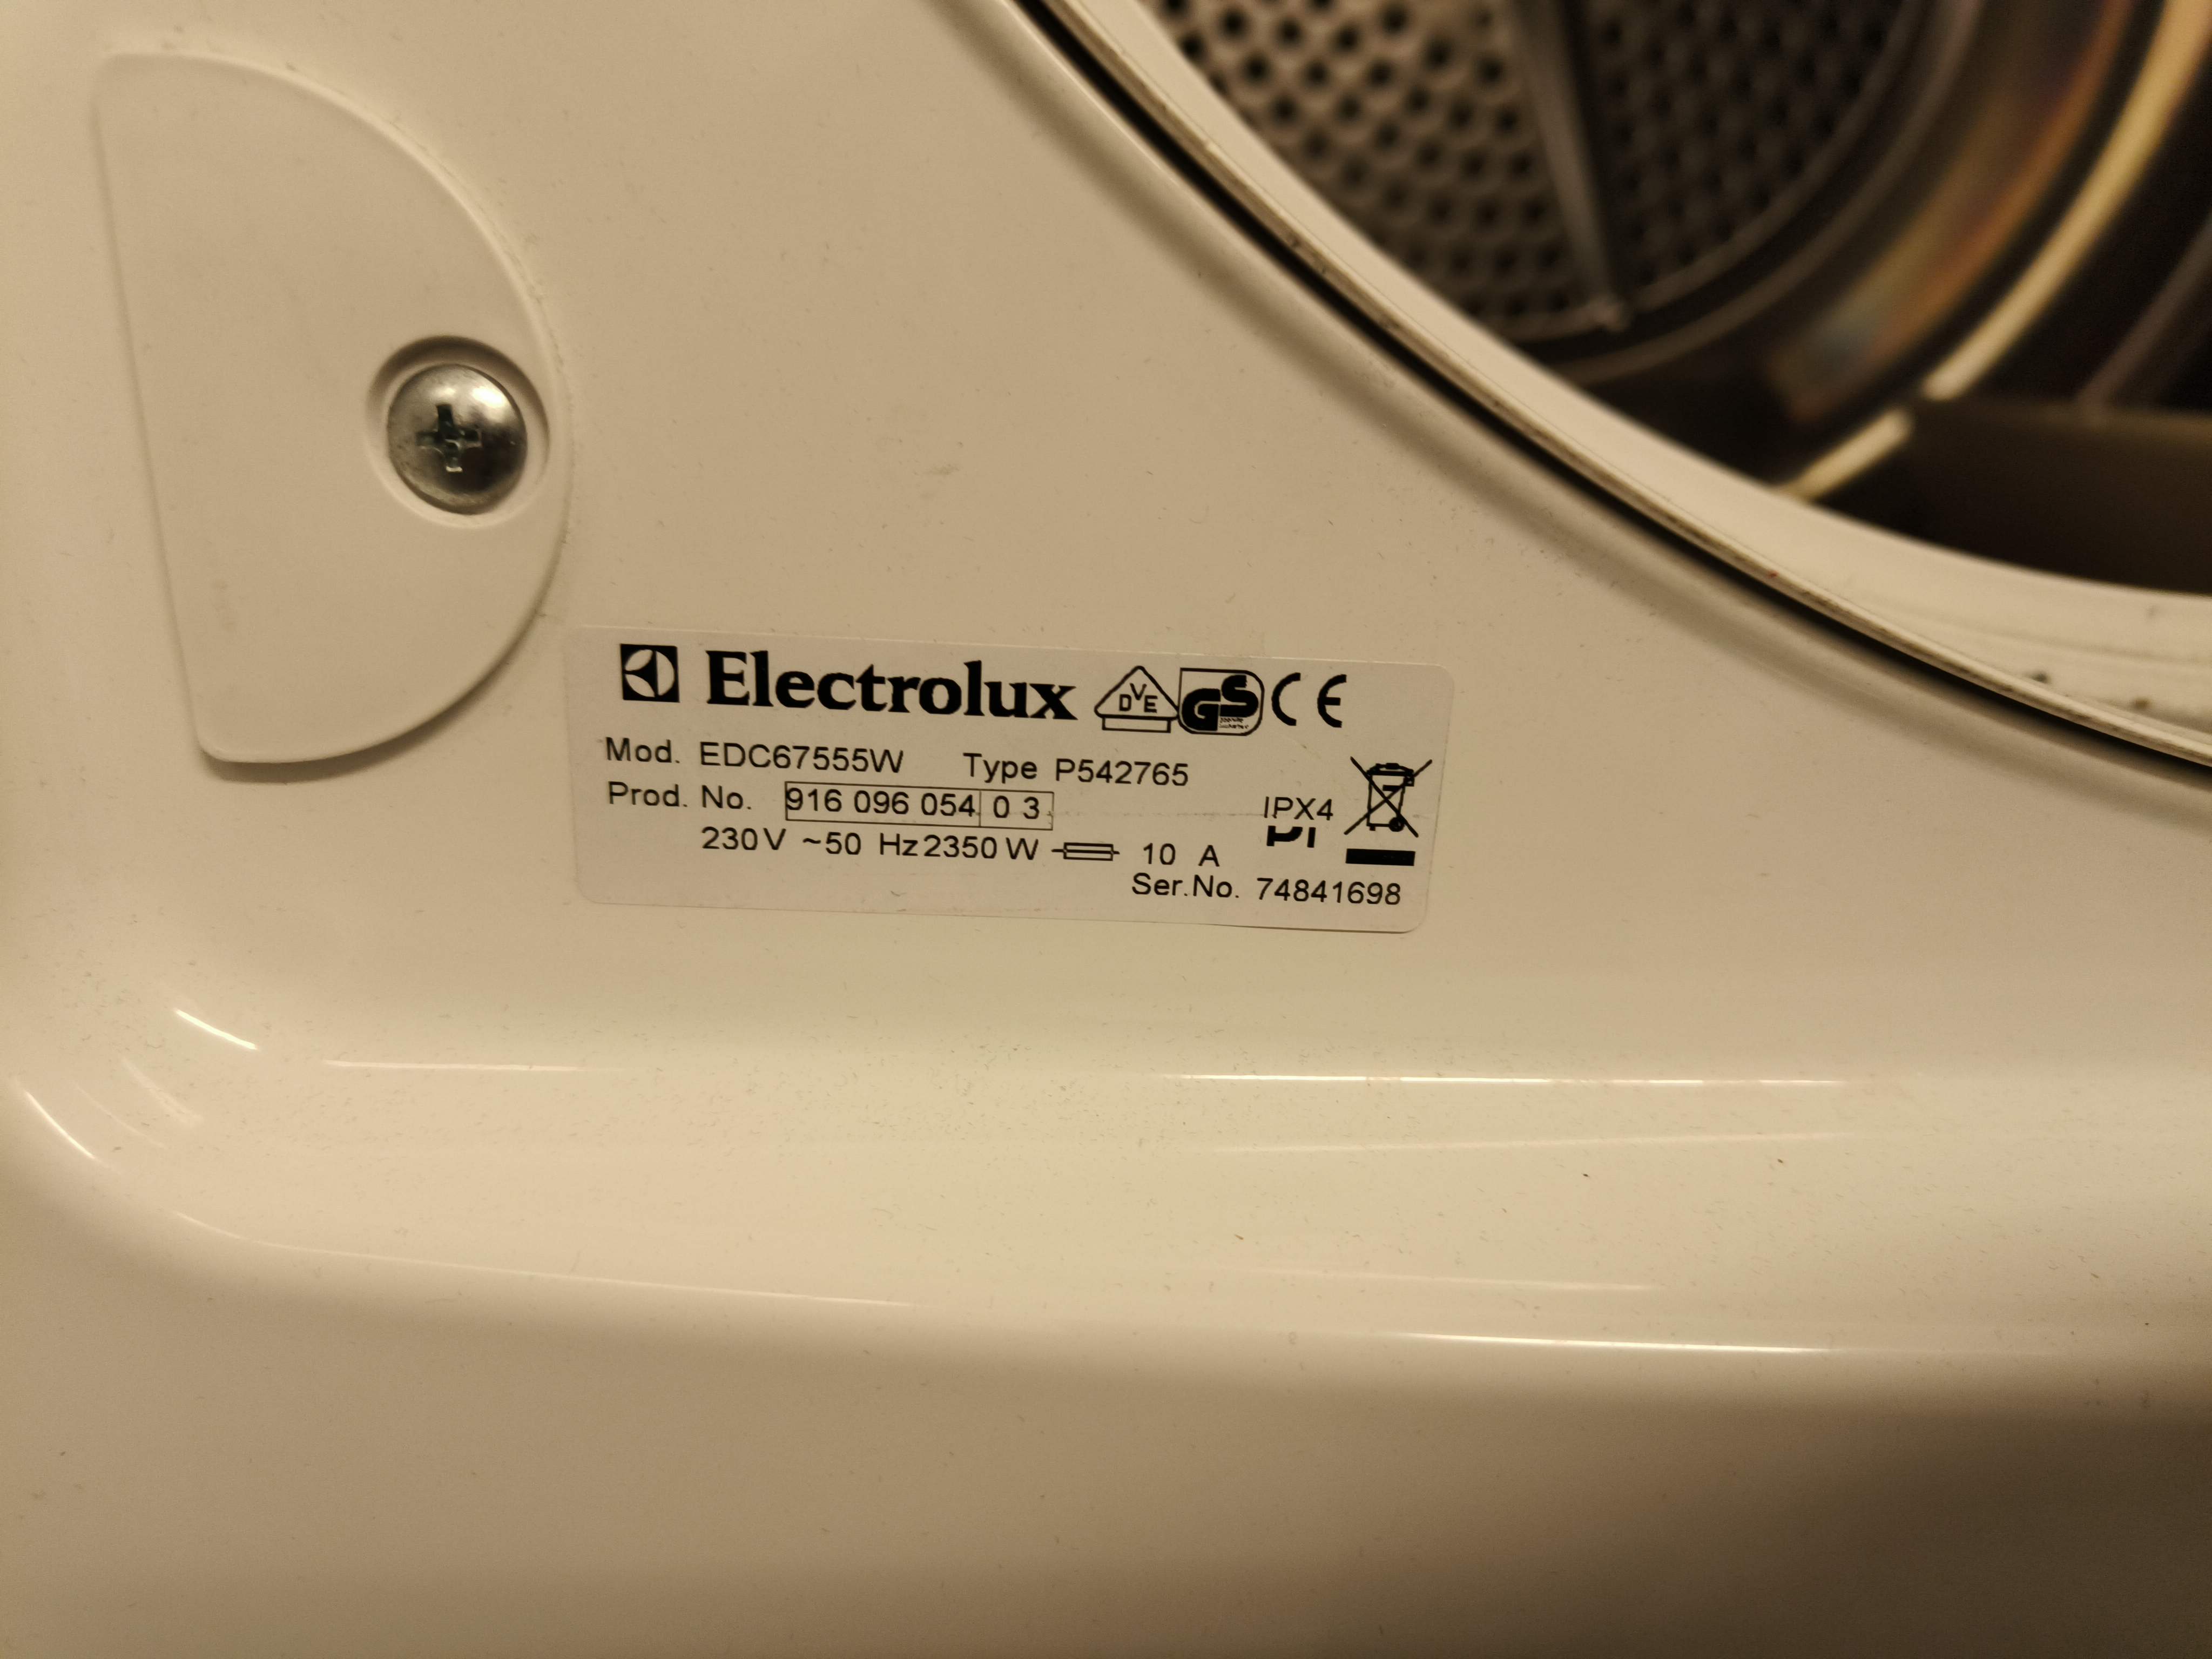 Electrolux DVE GS CE
Mod. EDC67555W Type P542765
Prod. No. 916 096 054 0 3 IPX4
230V ~50 Hz 2350 W 10 A
Ser.No. 74841698